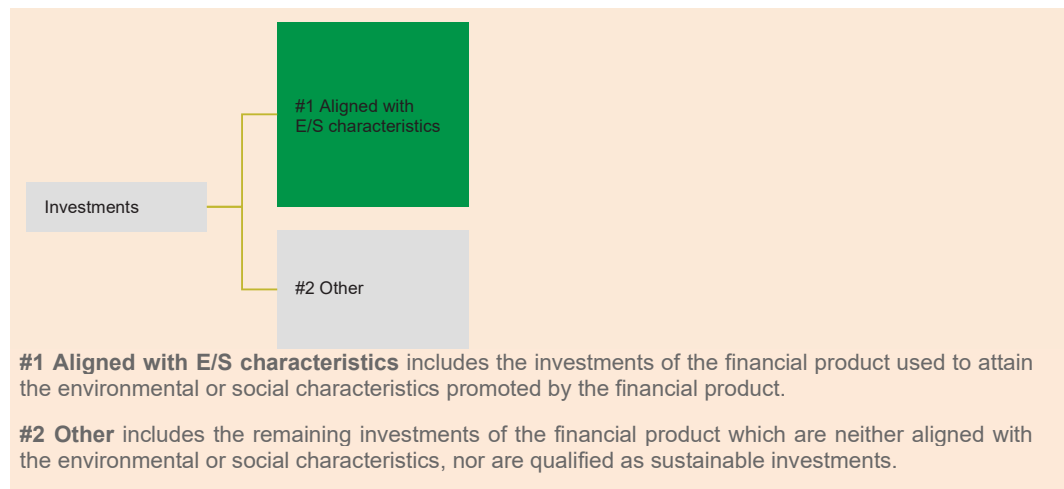 #1 Aligned with
E/S characteristics
Investments
#2 Other
#1 Aligned with E/S characteristics includes the investments of the financial product used to attain
the environmental or social characteristics promoted by the financial product.
#2 Other includes the remaining investments of the financial product which are neither aligned with
the environmental or social characteristics, nor are qualified as sustainable investments.